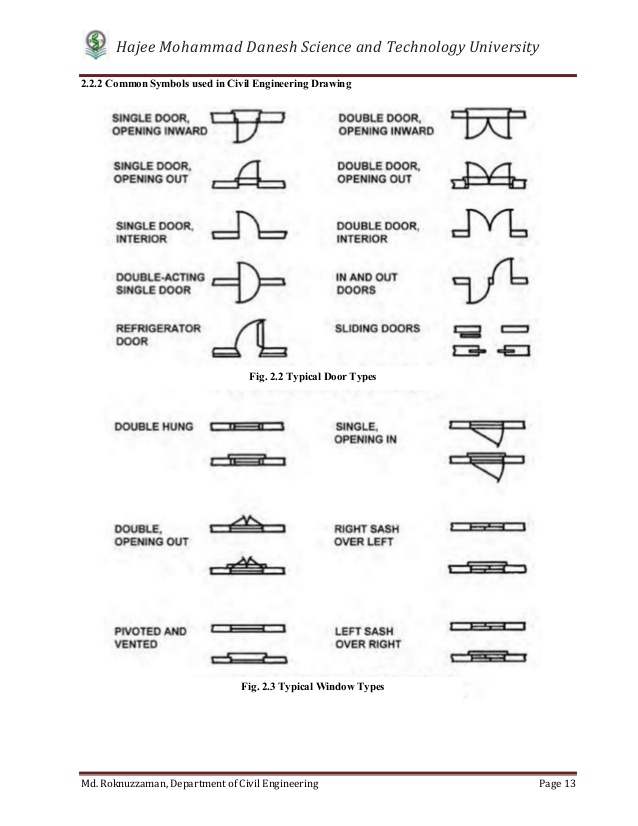 Hajee Mohammad Danesh Science and Technology University
2.2.2 Common Symbols used in Civil Engineering Drawing
SINGLE DOOR,
OPENING INWARD
DOUBLE DOOR,
OPENING INWARD
SINGLE DOOR,
OPENING OUT
DOUBLE DOOR,
OPENING OUT
SINGLE DOOR,
INTERIOR
DOUBLE DOOR,
INTERIOR
DOUBLE-ACTING
SINGLE DOOR
IN AND OUT
DOORS
REFRIGERATOR
DOOR
SLIDING DOORS
Fig. 2.2 Typical Door Types
DOUBLE HUNG
SINGLE,
OPENING IN
DOUBLE,
OPENING OUT
RIGHT SASH
OVER LEFT
PIVOTED AND
VENTED
LEFT SASH
OVER RIGHT
Fig. 2.3 Typical Window Types
Md. Roknuzzaman, Department of Civil Engineering
Page 13